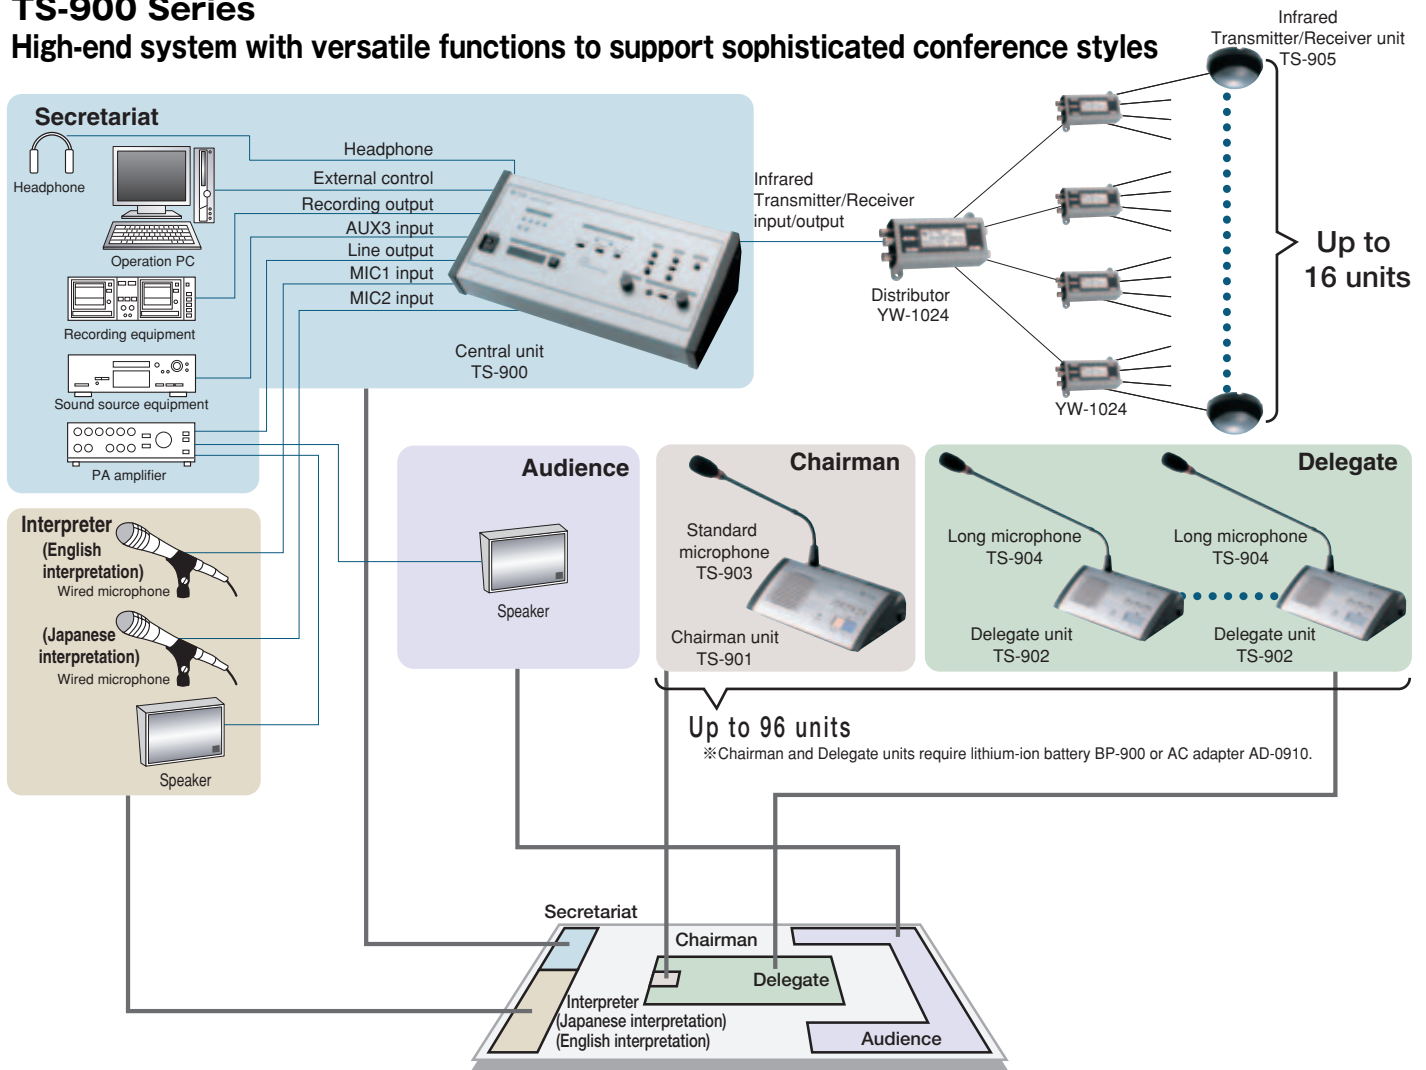 TS-900 Series
High-end system with versatile functions to support sophisticated conference styles
Infrared
Transmitter/Receiver unit
TS-905
Secretariat
Headphone
Operation PC
Recording equipment
Sound source equipment
PA amplifier
Headphone
External control
Recording output
AUX3 input
Line output
MIC1 input
MIC2 input
Central unit
TS-900
Infrared
Transmitter/Receiver
input/output
Distributor
YW-1024
YW-1024
Up to
16 units
Interpreter
(English
interpretation)
Wired microphone
(Japanese
interpretation)
Wired microphone
Speaker
Audience
Speaker
Chairman
Standard
microphone
TS-903
Chairman unit
TS-901
Delegate
Long microphone
TS-904
Long microphone
TS-904
Delegate unit
TS-902
Delegate unit
TS-902
Up to 96 units
※Chairman and Delegate units require lithium-ion battery BP-900 or AC adapter AD-0910.
Secretariat
Chairman
Delegate
Interpreter
(Japanese interpretation)
(English interpretation)
Audience